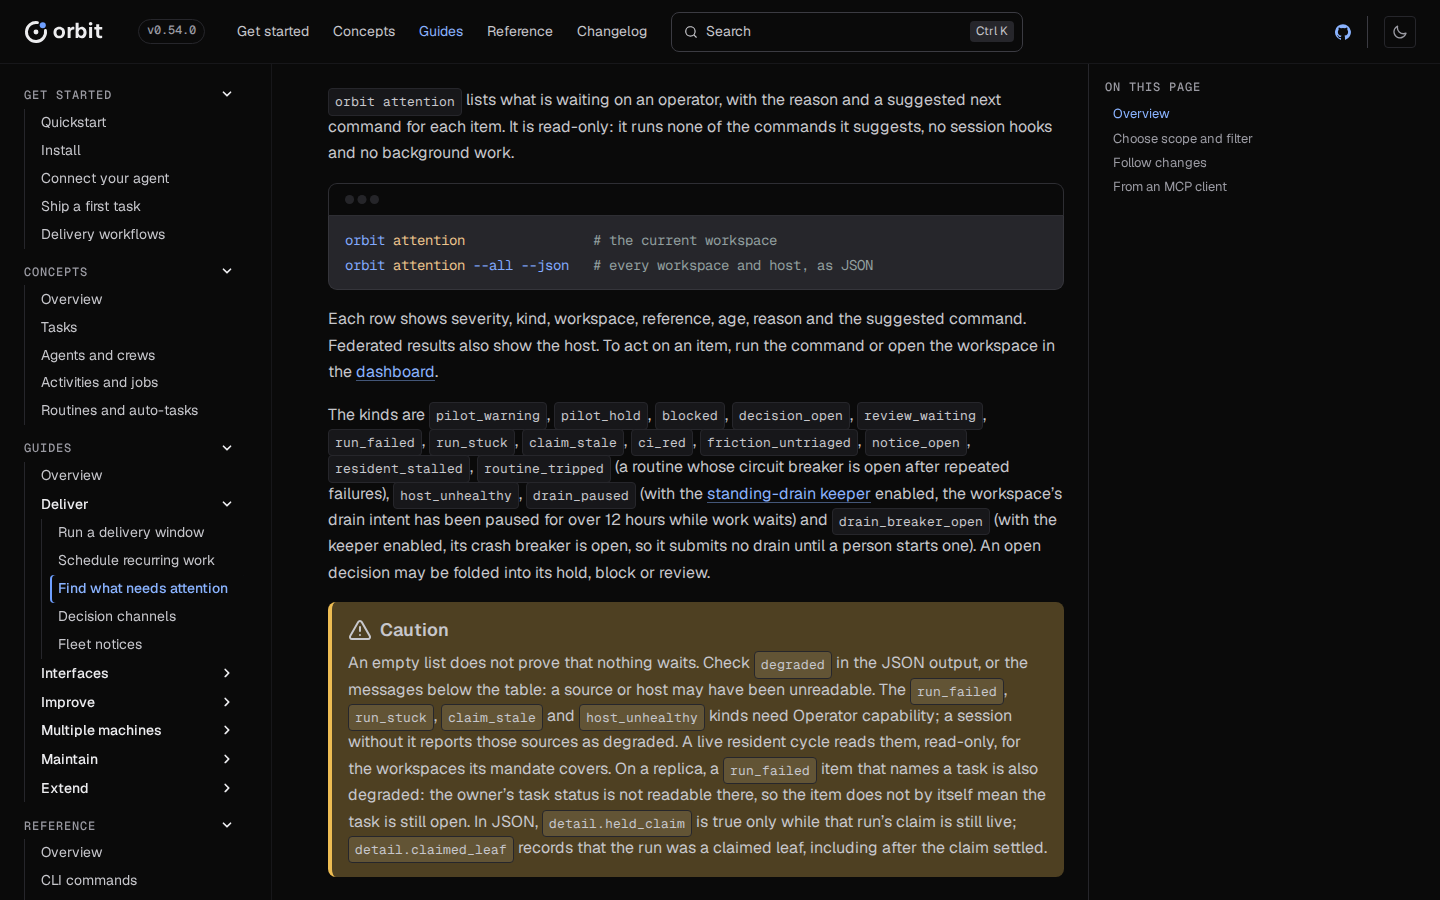 orbit
v0.54.0
Get started
Concepts
Guides
Reference
Changelog
Search
Ctrl K
GET STARTED
Quickstart
Install
Connect your agent
Ship a first task
Delivery workflows
CONCEPTS
Overview
Tasks
Agents and crews
Activities and jobs
Routines and auto-tasks
GUIDES
Overview
Deliver
Run a delivery window
Schedule recurring work
Find what needs attention
Decision channels
Fleet notices
Interfaces
Improve
Multiple machines
Maintain
Extend
REFERENCE
Overview
CLI commands
orbit attention lists what is waiting on an operator, with the reason and a suggested next
command for each item. It is read-only: it runs none of the commands it suggests, no session hooks
and no background work.
orbit attention # the current workspace
orbit attention --all --json # every workspace and host, as JSON
Each row shows severity, kind, workspace, reference, age, reason and the suggested command.
Federated results also show the host. To act on an item, run the command or open the workspace in
the dashboard.
The kinds are pilot_warning, pilot_hold, blocked, decision_open, review_waiting,
run_failed, run_stuck, claim_stale, ci_red, friction_untriaged, notice_open,
resident_stalled, routine_tripped (a routine whose circuit breaker is open after repeated
failures), host_unhealthy, drain_paused (with the standing-drain keeper enabled, the workspace’s
drain intent has been paused for over 12 hours while work waits) and drain_breaker_open (with the
keeper enabled, its crash breaker is open, so it submits no drain until a person starts one). An open
decision may be folded into its hold, block or review.
Caution
An empty list does not prove that nothing waits. Check degraded in the JSON output, or the
messages below the table: a source or host may have been unreadable. The run_failed,
run_stuck, claim_stale and host_unhealthy kinds need Operator capability; a session
without it reports those sources as degraded. A live resident cycle reads them, read-only, for
the workspaces its mandate covers. On a replica, a run_failed item that names a task is also
degraded: the owner’s task status is not readable there, so the item does not by itself mean the
task is still open. In JSON, detail.held_claim is true only while that run’s claim is still live;
detail.claimed_leaf records that the run was a claimed leaf, including after the claim settled.
ON THIS PAGE
Overview
Choose scope and filter
Follow changes
From an MCP client